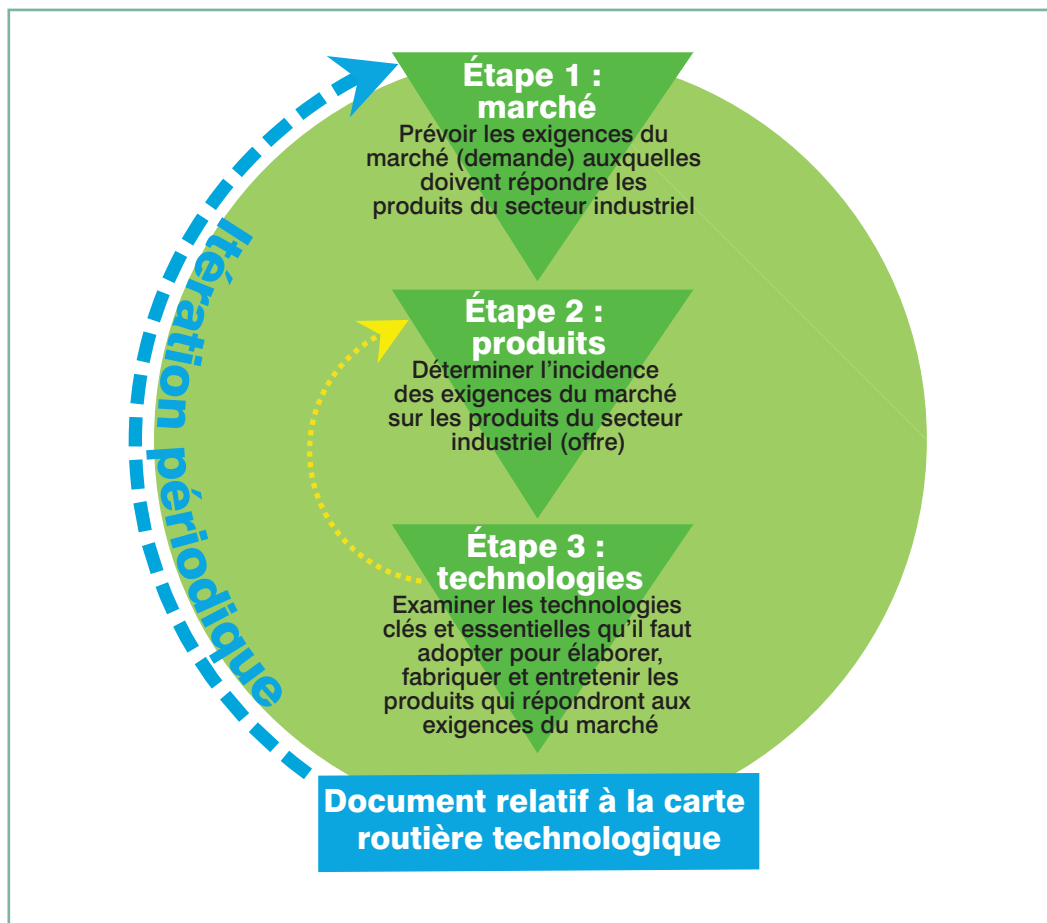 Étape 1 :
marché
Prévoir les exigences du
marché (demande) auxquelles
doivent répondre les
produits du secteur industriel
Étape 2 :
produits
Déterminer l’incidence
des exigences du marché
sur les produits du secteur
industriel (offre)
Étape 3 :
technologies
Examiner les technologies
clés et essentielles qu’il faut
adopter pour élaborer,
fabriquer et entretenir les
produits qui répondront aux
exigences du marché
Itération périodique
Document relatif à la carte
routière technologique